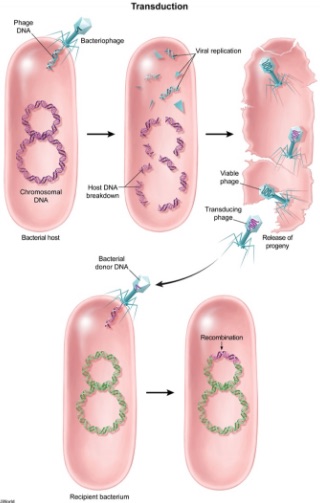 Transduction
Phage
DNA
Bacteriophage
Viral replication
Chromosomal
DNA
Host DNA
breakdown
Viable
phage
Transducing
phage
Bacterial host
Release of
progeny
Bacterial
donor DNA
Recombination
Recipient bacterium